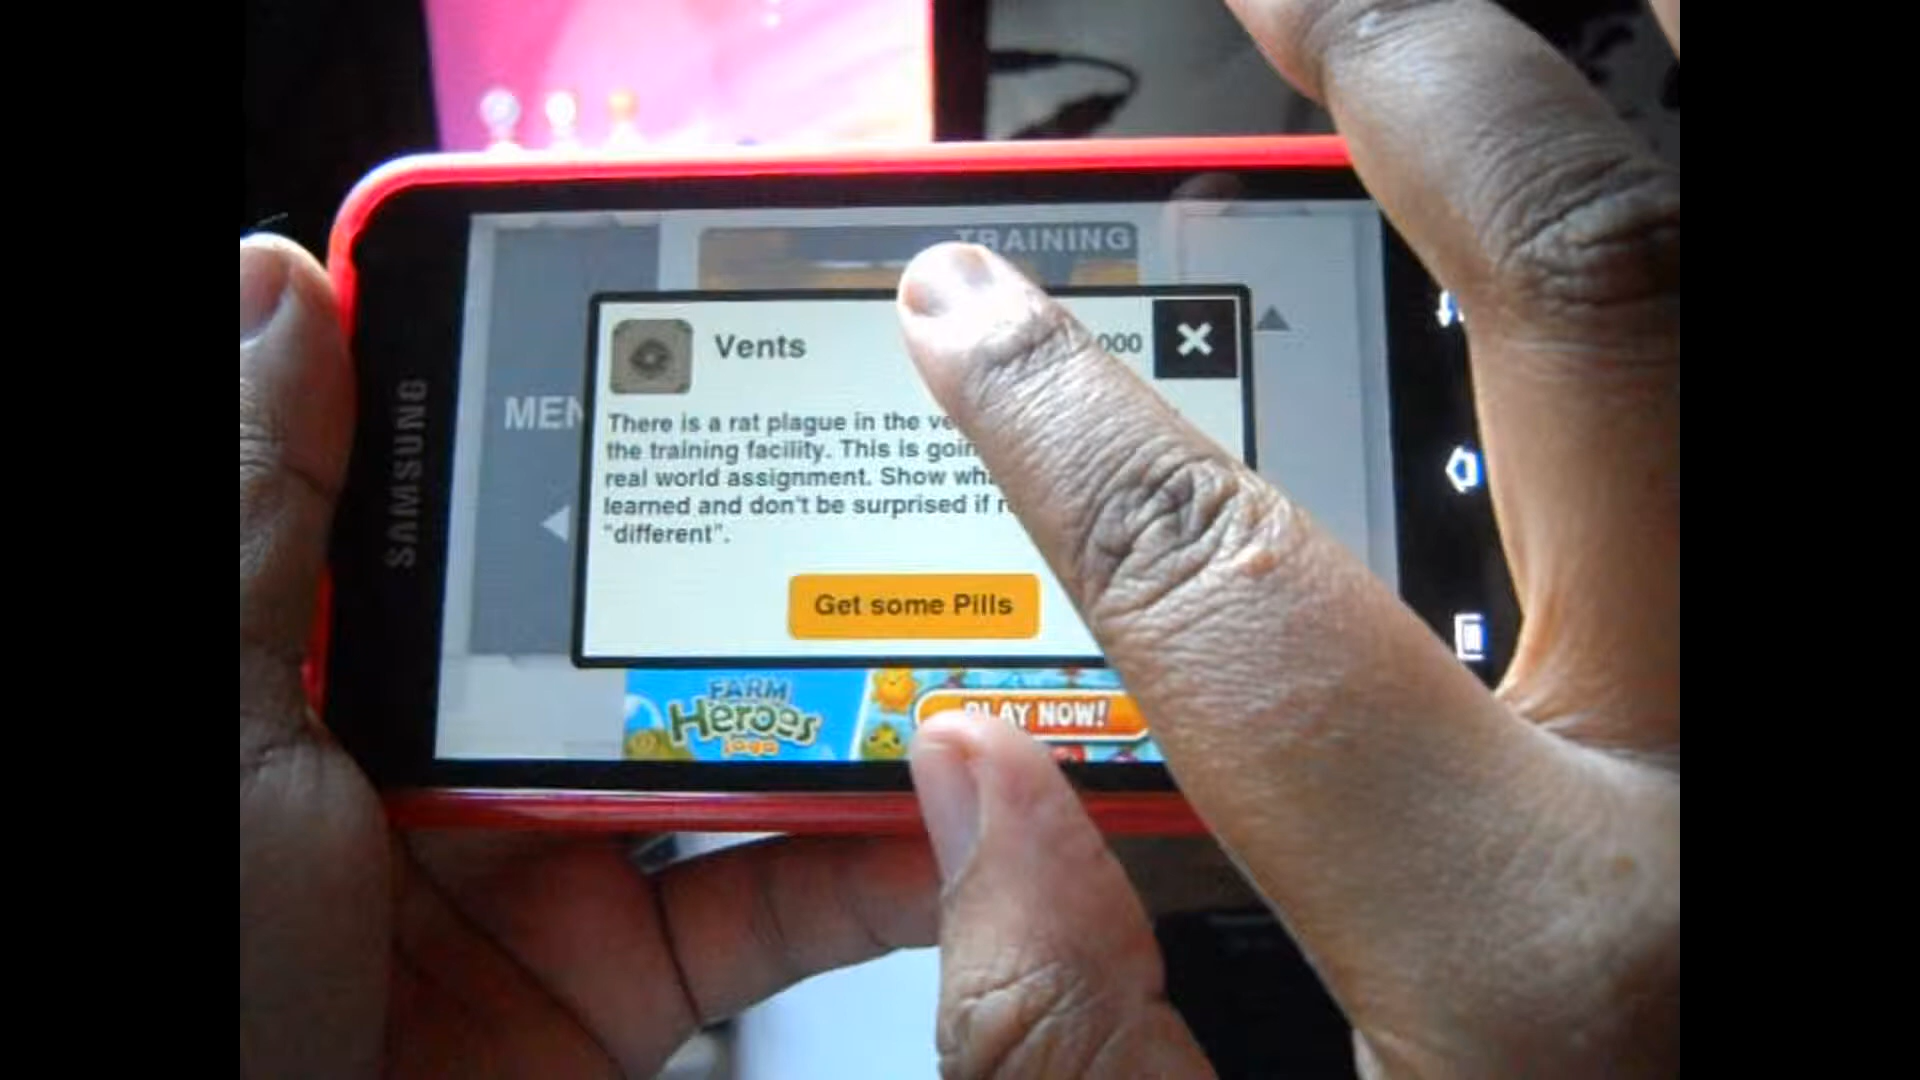 TRAINING
Vents
000
MEN
There is a rat plague in the
the training facility. This is
real world assignment. Show
learned and don't be surprised if
"different".
Get some Pills
FARM
Heroes
saga
PLAY NOW!
SAMSUNG